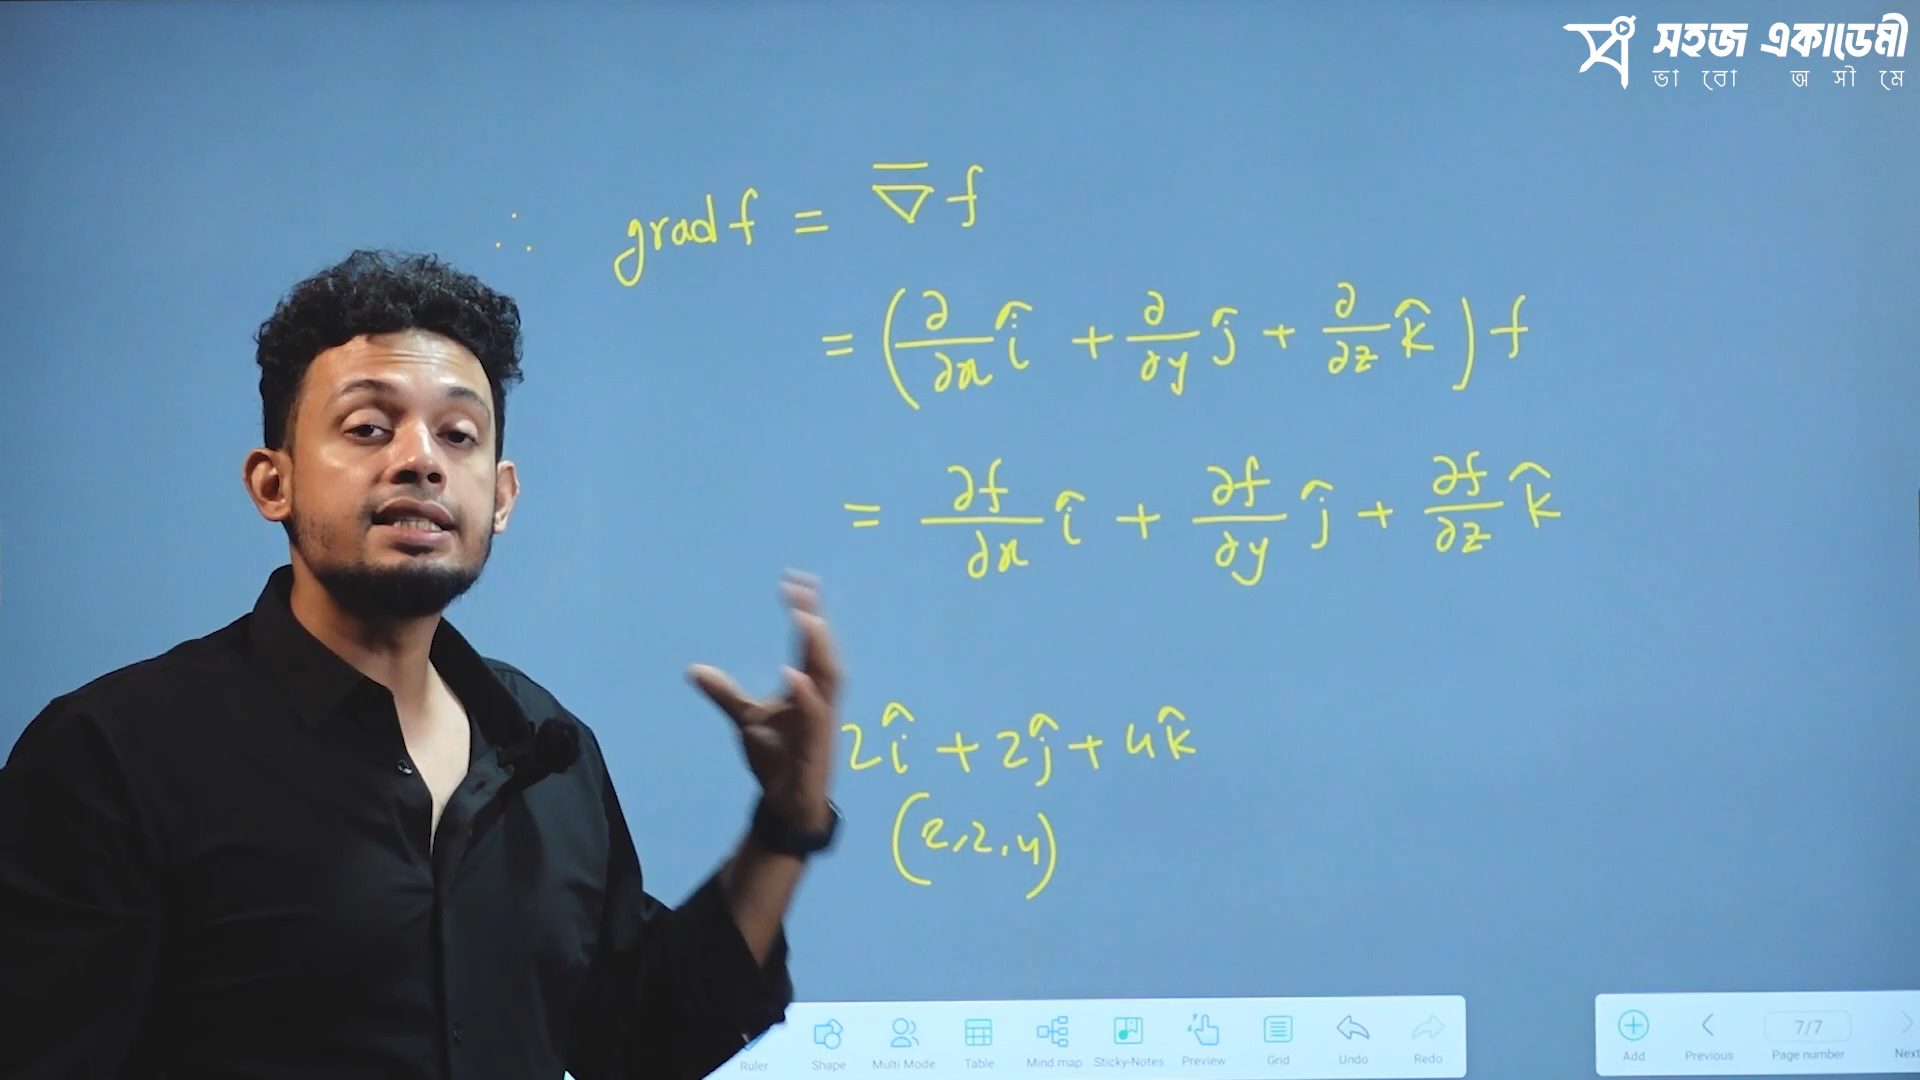 সহজ একাডেমী
ভাবো অসীমে
∴ grad f = ∇̅ f
= (∂/∂x î + ∂/∂y ĵ + ∂/∂z k̂) f
= ∂f/∂x î + ∂f/∂y ĵ + ∂f/∂z k̂
2î + 2ĵ + 4k̂
(2,2,4)
Ruler Shape Multi Mode Table Mind map Sticky-Notes Preview Grid Undo Redo
7/7
Add Previous Page number Next